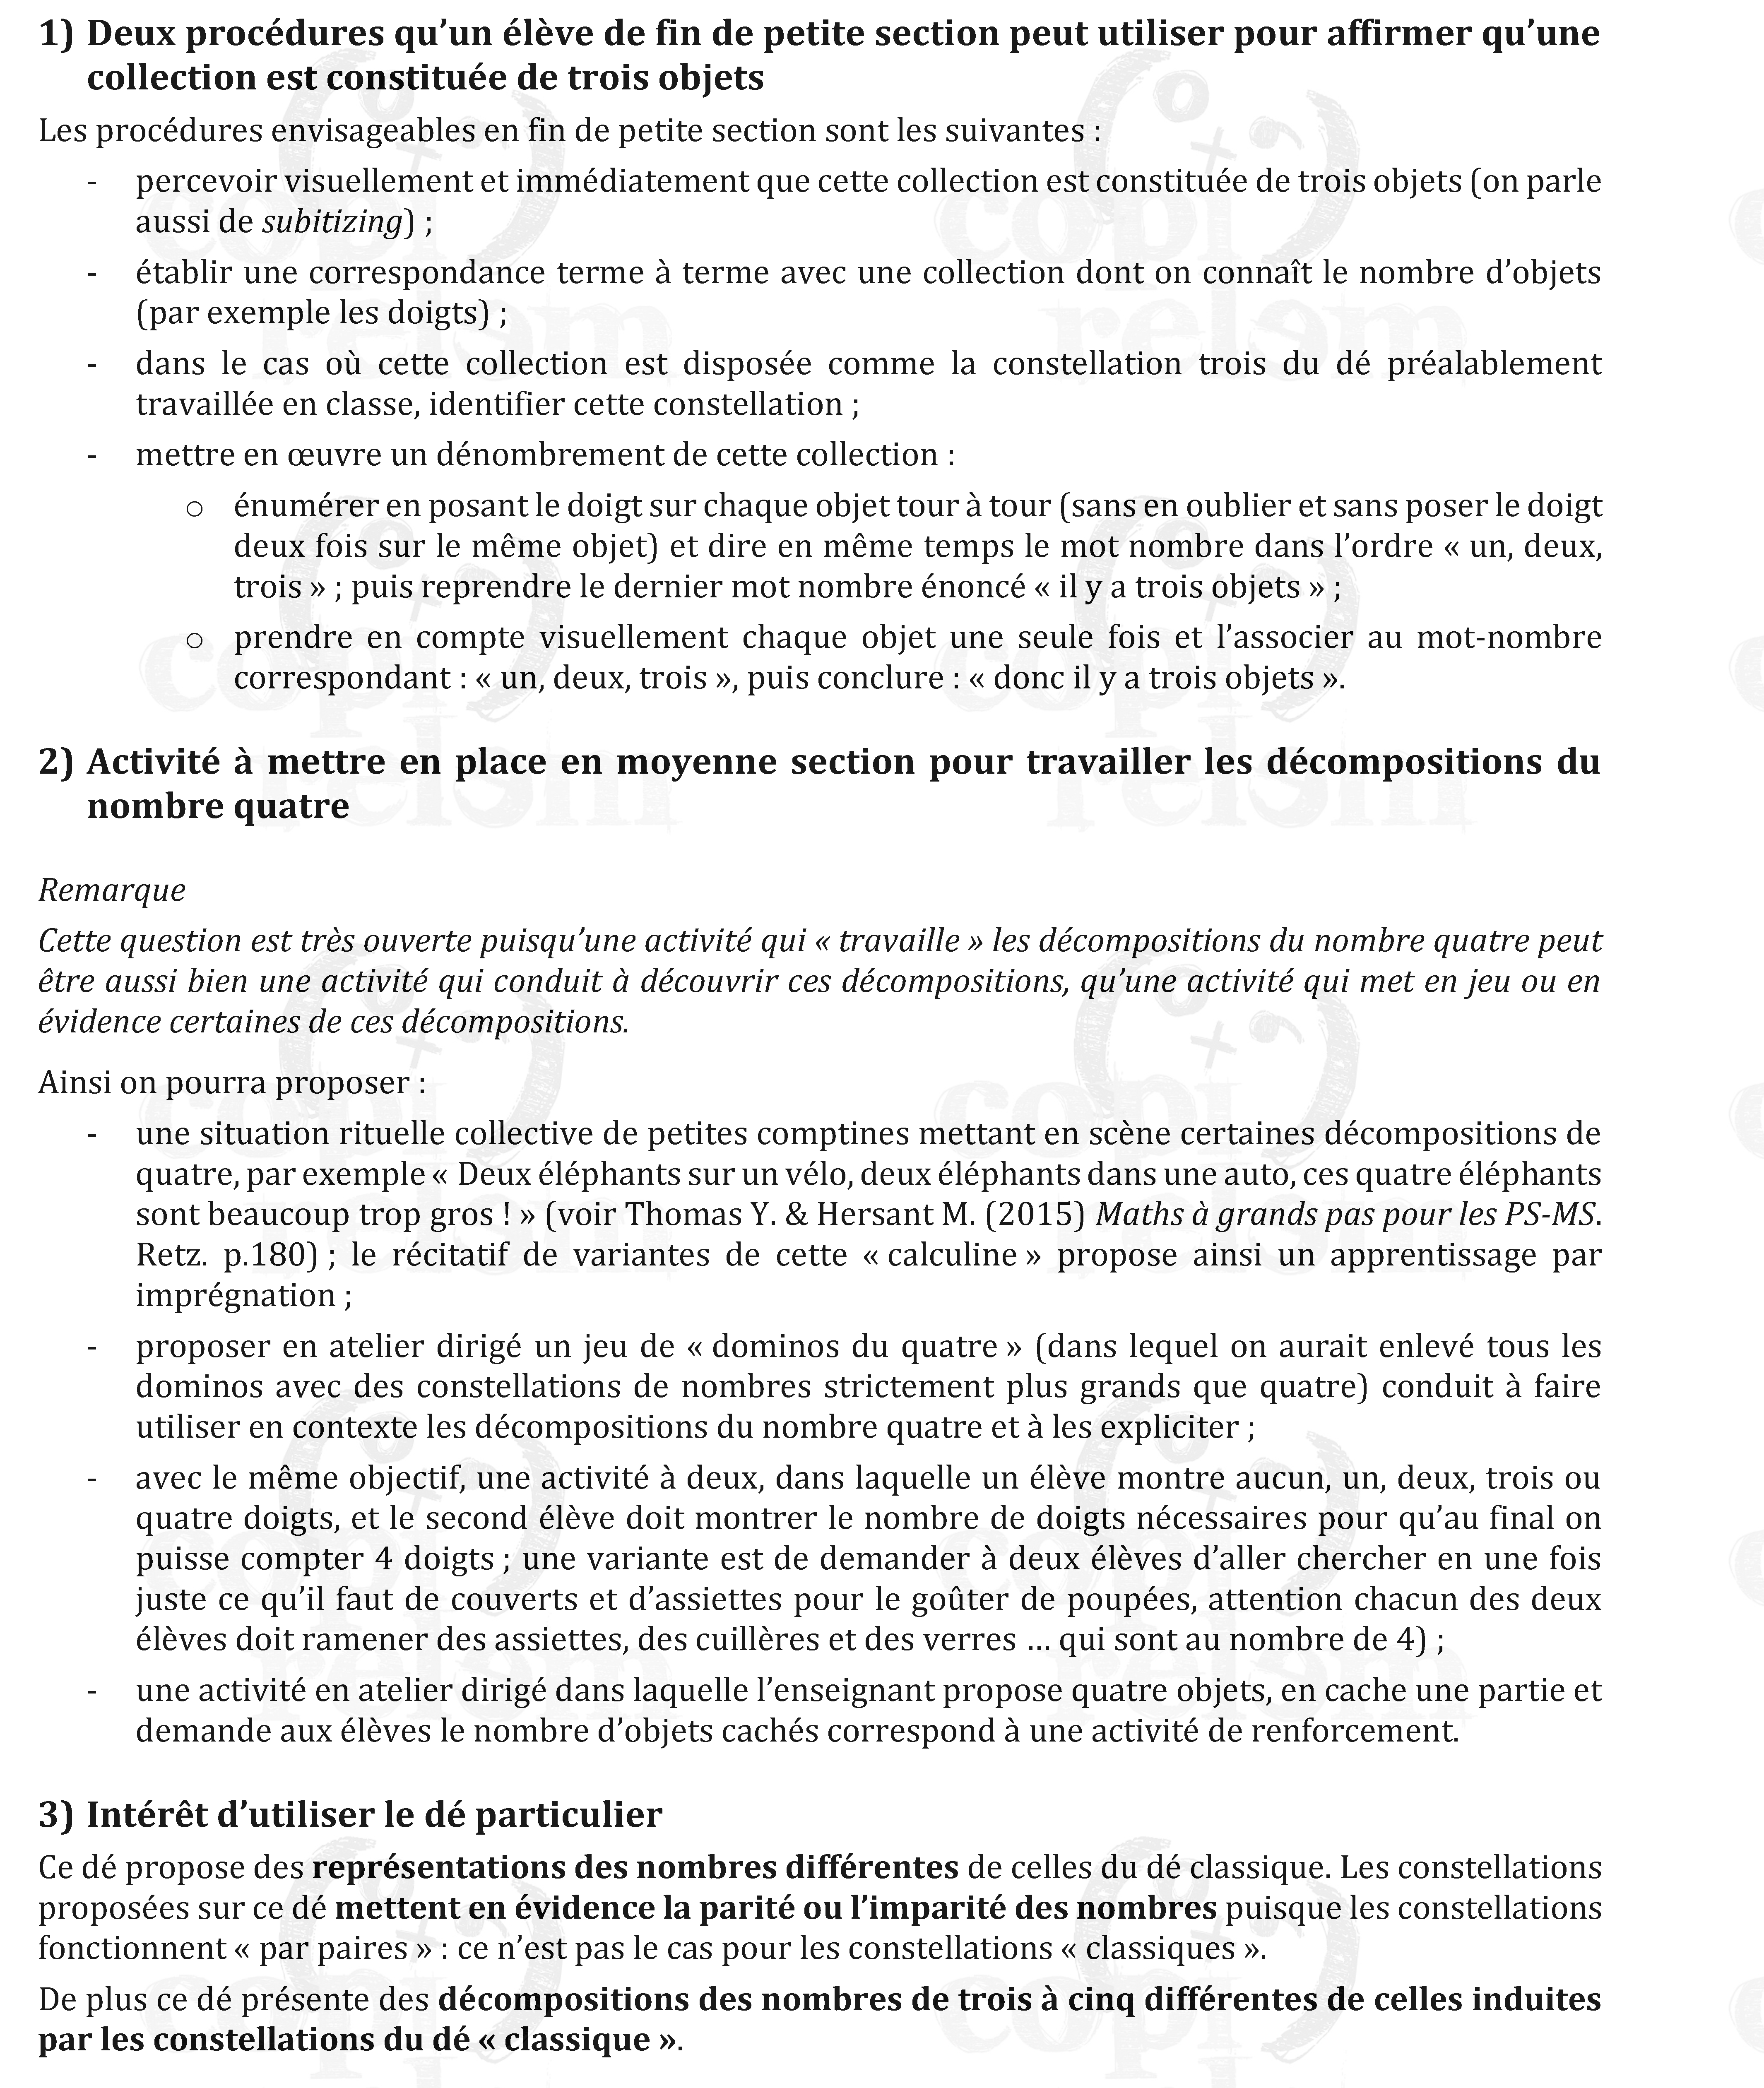 1) Deux procédures qu’un élève de fin de petite section peut utiliser pour affirmer qu’une
collection est constituée de trois objets
Les procédures envisageables en fin de petite section sont les suivantes :
- percevoir visuellement et immédiatement que cette collection est constituée de trois objets (on parle
aussi de subitizing) ;
- établir une correspondance terme à terme avec une collection dont on connaît le nombre d’objets
(par exemple les doigts) ;
- dans le cas où cette collection est disposée comme la constellation trois du dé préalablement
travaillée en classe, identifier cette constellation ;
- mettre en œuvre un dénombrement de cette collection :
o énumérer en posant le doigt sur chaque objet tour à tour (sans en oublier et sans poser le doigt
deux fois sur le même objet) et dire en même temps le mot nombre dans l’ordre « un, deux,
trois » ; puis reprendre le dernier mot nombre énoncé « il y a trois objets » ;
o prendre en compte visuellement chaque objet une seule fois et l’associer au mot-nombre
correspondant : « un, deux, trois », puis conclure : « donc il y a trois objets ».
2) Activité à mettre en place en moyenne section pour travailler les décompositions du
nombre quatre
Remarque
Cette question est très ouverte puisqu’une activité qui « travaille » les décompositions du nombre quatre peut
être aussi bien une activité qui conduit à découvrir ces décompositions, qu’une activité qui met en jeu ou en
évidence certaines de ces décompositions.
Ainsi on pourra proposer :
- une situation rituelle collective de petites comptines mettant en scène certaines décompositions de
quatre, par exemple « Deux éléphants sur un vélo, deux éléphants dans une auto, ces quatre éléphants
sont beaucoup trop gros ! » (voir Thomas Y. & Hersant M. (2015) Maths à grands pas pour les PS-MS.
Retz. p.180) ; le récitatif de variantes de cette « calculine » propose ainsi un apprentissage par
imprégnation ;
- proposer en atelier dirigé un jeu de « dominos du quatre » (dans lequel on aurait enlevé tous les
dominos avec des constellations de nombres strictement plus grands que quatre) conduit à faire
utiliser en contexte les décompositions du nombre quatre et à les expliciter ;
- avec le même objectif, une activité à deux, dans laquelle un élève montre aucun, un, deux, trois ou
quatre doigts, et le second élève doit montrer le nombre de doigts nécessaires pour qu’au final on
puisse compter 4 doigts ; une variante est de demander à deux élèves d’aller chercher en une fois
juste ce qu’il faut de couverts et d’assiettes pour le goûter de poupées, attention chacun des deux
élèves doit ramener des assiettes, des cuillères et des verres ... qui sont au nombre de 4) ;
- une activité en atelier dirigé dans laquelle l’enseignant propose quatre objets, en cache une partie et
demande aux élèves le nombre d’objets cachés correspond à une activité de renforcement.
3) Intérêt d’utiliser le dé particulier
Ce dé propose des représentations des nombres différentes de celles du dé classique. Les constellations
proposées sur ce dé mettent en évidence la parité ou l’imparité des nombres puisque les constellations
fonctionnent « par paires » : ce n’est pas le cas pour les constellations « classiques ».
De plus ce dé présente des décompositions des nombres de trois à cinq différentes de celles induites
par les constellations du dé « classique ».